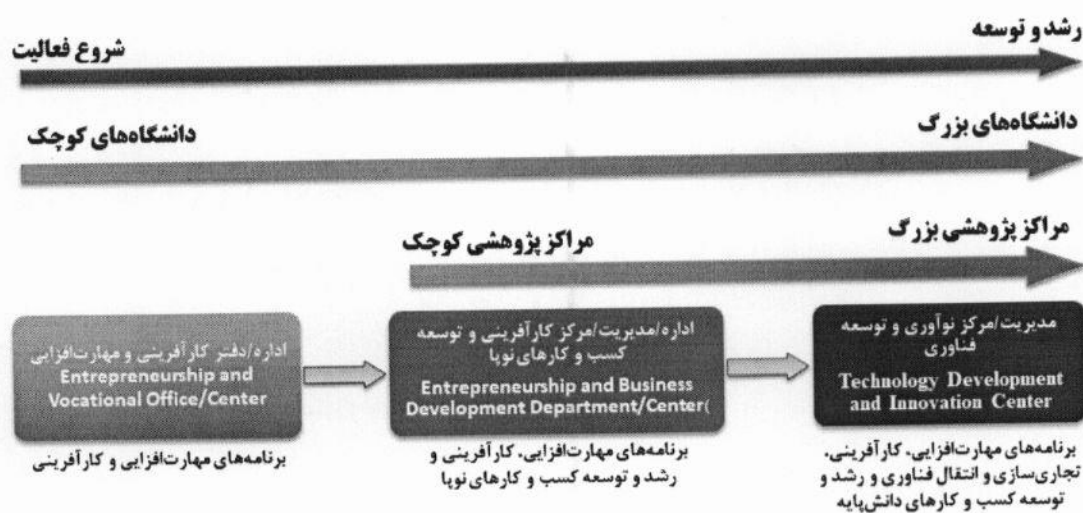 رشد و توسعه
شروع فعالیت
دانشگاه‌های بزرگ
دانشگاه‌های کوچک
مراکز پژوهشی بزرگ
مراکز پژوهشی کوچک
اداره/دفتر کارآفرینی و مهارت‌افزایی
Entrepreneurship and
Vocational Office/Center
برنامه‌های مهارت‌افزایی و کارآفرینی
اداره/مدیریت/مرکز کارآفرینی و توسعه
کسب و کارهای نوپا
Entrepreneurship and Business
Development Department/Center(
برنامه‌های مهارت‌افزایی، کارآفرینی و
رشد و توسعه کسب و کارهای نوپا
مدیریت/مرکز نوآوری و توسعه
فناوری
Technology Development
and Innovation Center
برنامه‌های مهارت‌افزایی، کارآفرینی،
تجاری‌سازی و انتقال فناوری و رشد و
توسعه کسب و کارهای دانش‌پایه